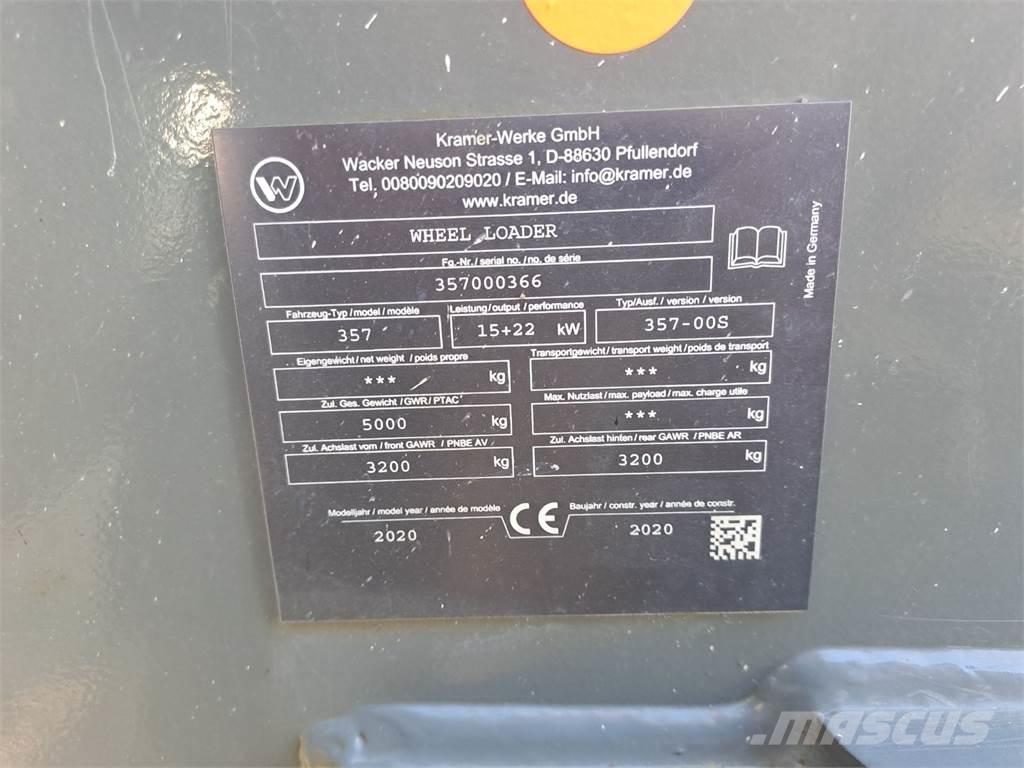 Kramer-Werke GmbH
Wacker Neuson Strasse 1, D-88630 Pfullendorf
Tel. 0080090209020 / E-Mail: info@kramer.de
www.kramer.de
W
WHEEL LOADER
Made in Germany
Fg.-Nr. / serial no. / no. de série
357000366
Fahrzeug-Typ / model / modèle
357
Leistung / output / performance
15+22 kW
Typ/Ausf. / version / version
357-00S
Eigengewicht / net weight / poids propre
*** kg
Transportgewicht / transport weight / poids de transport
*** kg
Zul. Ges. Gewicht / GWR/ PTAC
5000 kg
Max. Nutzlast / max. payload / max. charge utile
*** kg
Zul. Achslast vorn / front GAWR / PNBE AV
3200 kg
Zul. Achslast hinten / rear GAWR / PNBE AR
3200 kg
Modelljahr / model year / année de modèle
2020
CE
Baujahr / constr. year / année de constr.
2020
mascus